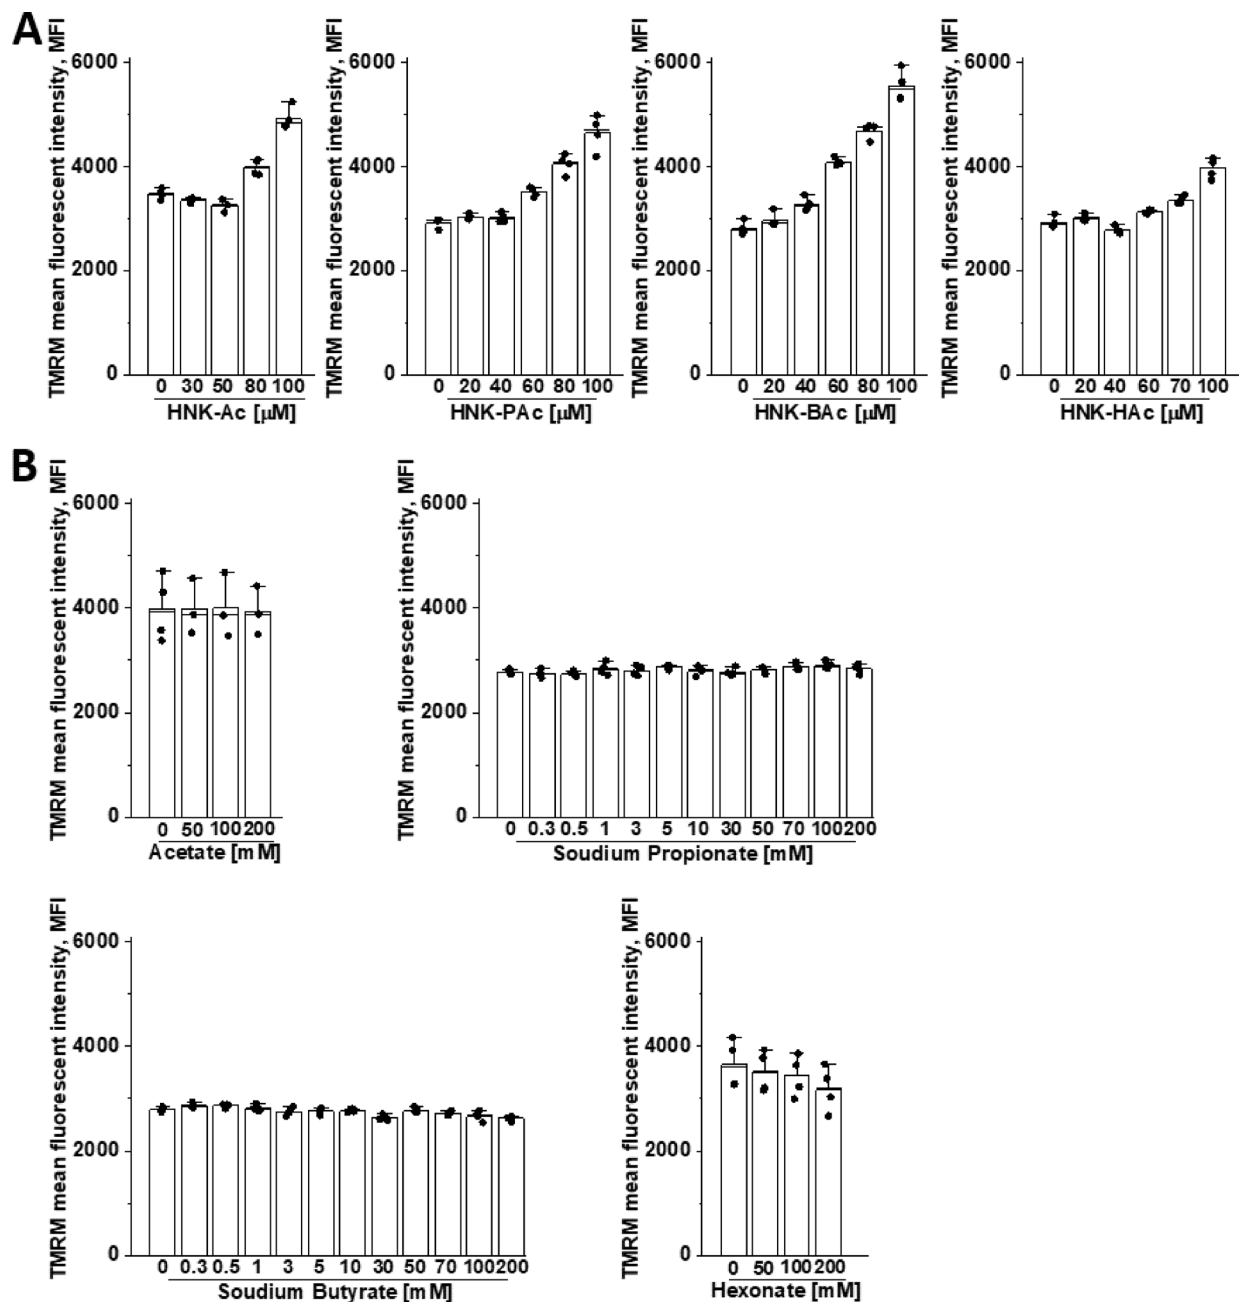 A
TMRM mean fluorescent intensity, MFI
6000
4000
2000
0
0 30 50 80 100
HNK-Ac [μM]
TMRM mean fluorescent intensity, MFI
6000
4000
2000
0
0 20 40 60 80 100
HNK-PAc [μM]
TMRM mean fluorescent intensity, MFI
6000
4000
2000
0
0 20 40 60 80 100
HNK-BAc [μM]
TMRM mean fluorescent intensity, MFI
6000
4000
2000
0
0 20 40 60 70 100
HNK-HAc [μM]
B
TMRM mean fluorescent intensity, MFI
6000
4000
2000
0
0 50 100 200
Acetate [mM]
TMRM mean fluorescent intensity, MFI
6000
4000
2000
0
0 0.3 0.5 1 3 5 10 30 50 70 100 200
Soudium Propionate [mM]
TMRM mean fluorescent intensity, MFI
6000
4000
2000
0
0 0.3 0.5 1 3 5 10 30 50 70 100 200
Soudium Butyrate [mM]
TMRM mean fluorescent intensity, MFI
6000
4000
2000
0
0 50 100 200
Hexonate [mM]